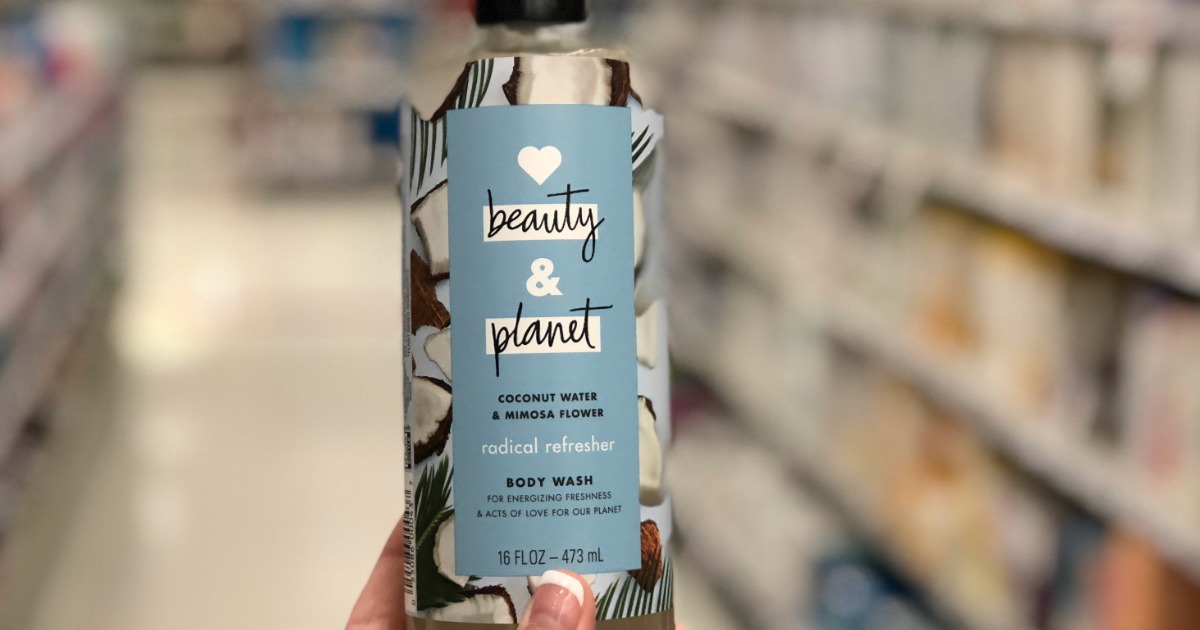 beauty
&
planet
COCONUT WATER
& MIMOSA FLOWER
radical refresher
BODY WASH
FOR ENERGIZING FRESHNESS
& ACTS OF LOVE FOR OUR PLANET
16 FL OZ – 473 mL